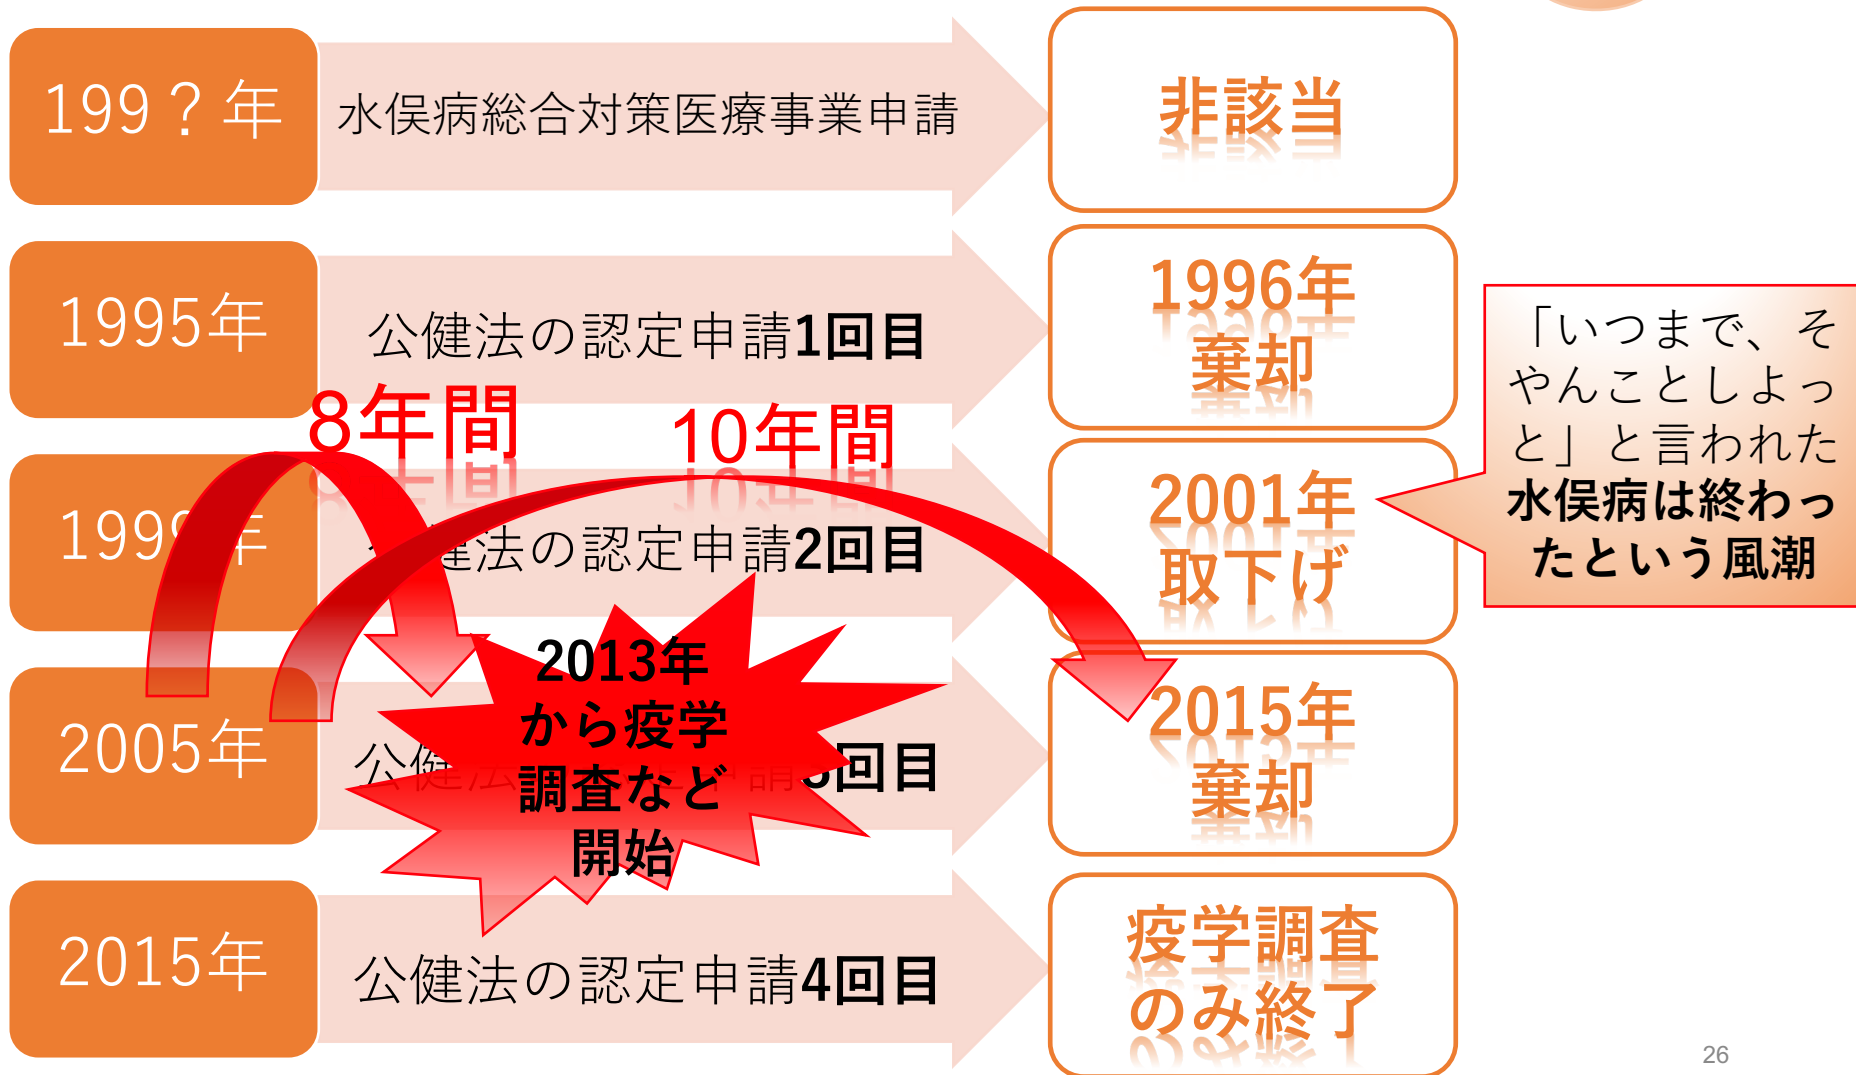 199？年
水俣病総合対策医療事業申請
非該当
1995年
公健法の認定申請1回目
1996年
棄却
「いつまで、そ
やんことしよっ
と」と言われた
水俣病は終わっ
たという風潮
8年間
10年間
199 年
健法の認定申請2回目
2001年
取下げ
2005年
公健法 定申請3回目
2013年
から疫学
調査など
開始
2015年
棄却
2015年
公健法の認定申請4回目
疫学調査
のみ終了
26